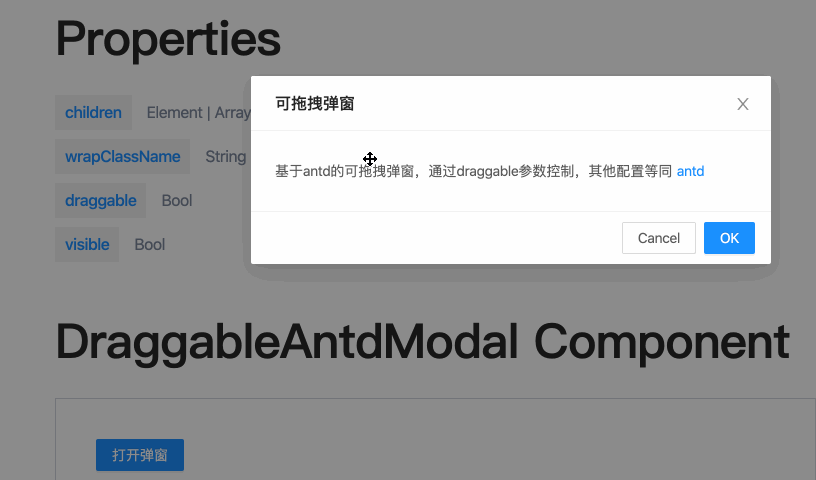 Properties
children Element | Array
wrapClassName String
draggable Bool
visible Bool
可拖拽弹窗
基于antd的可拖拽弹窗，通过draggable参数控制，其他配置等同 antd
Cancel OK
DraggableAntdModal Component
打开弹窗